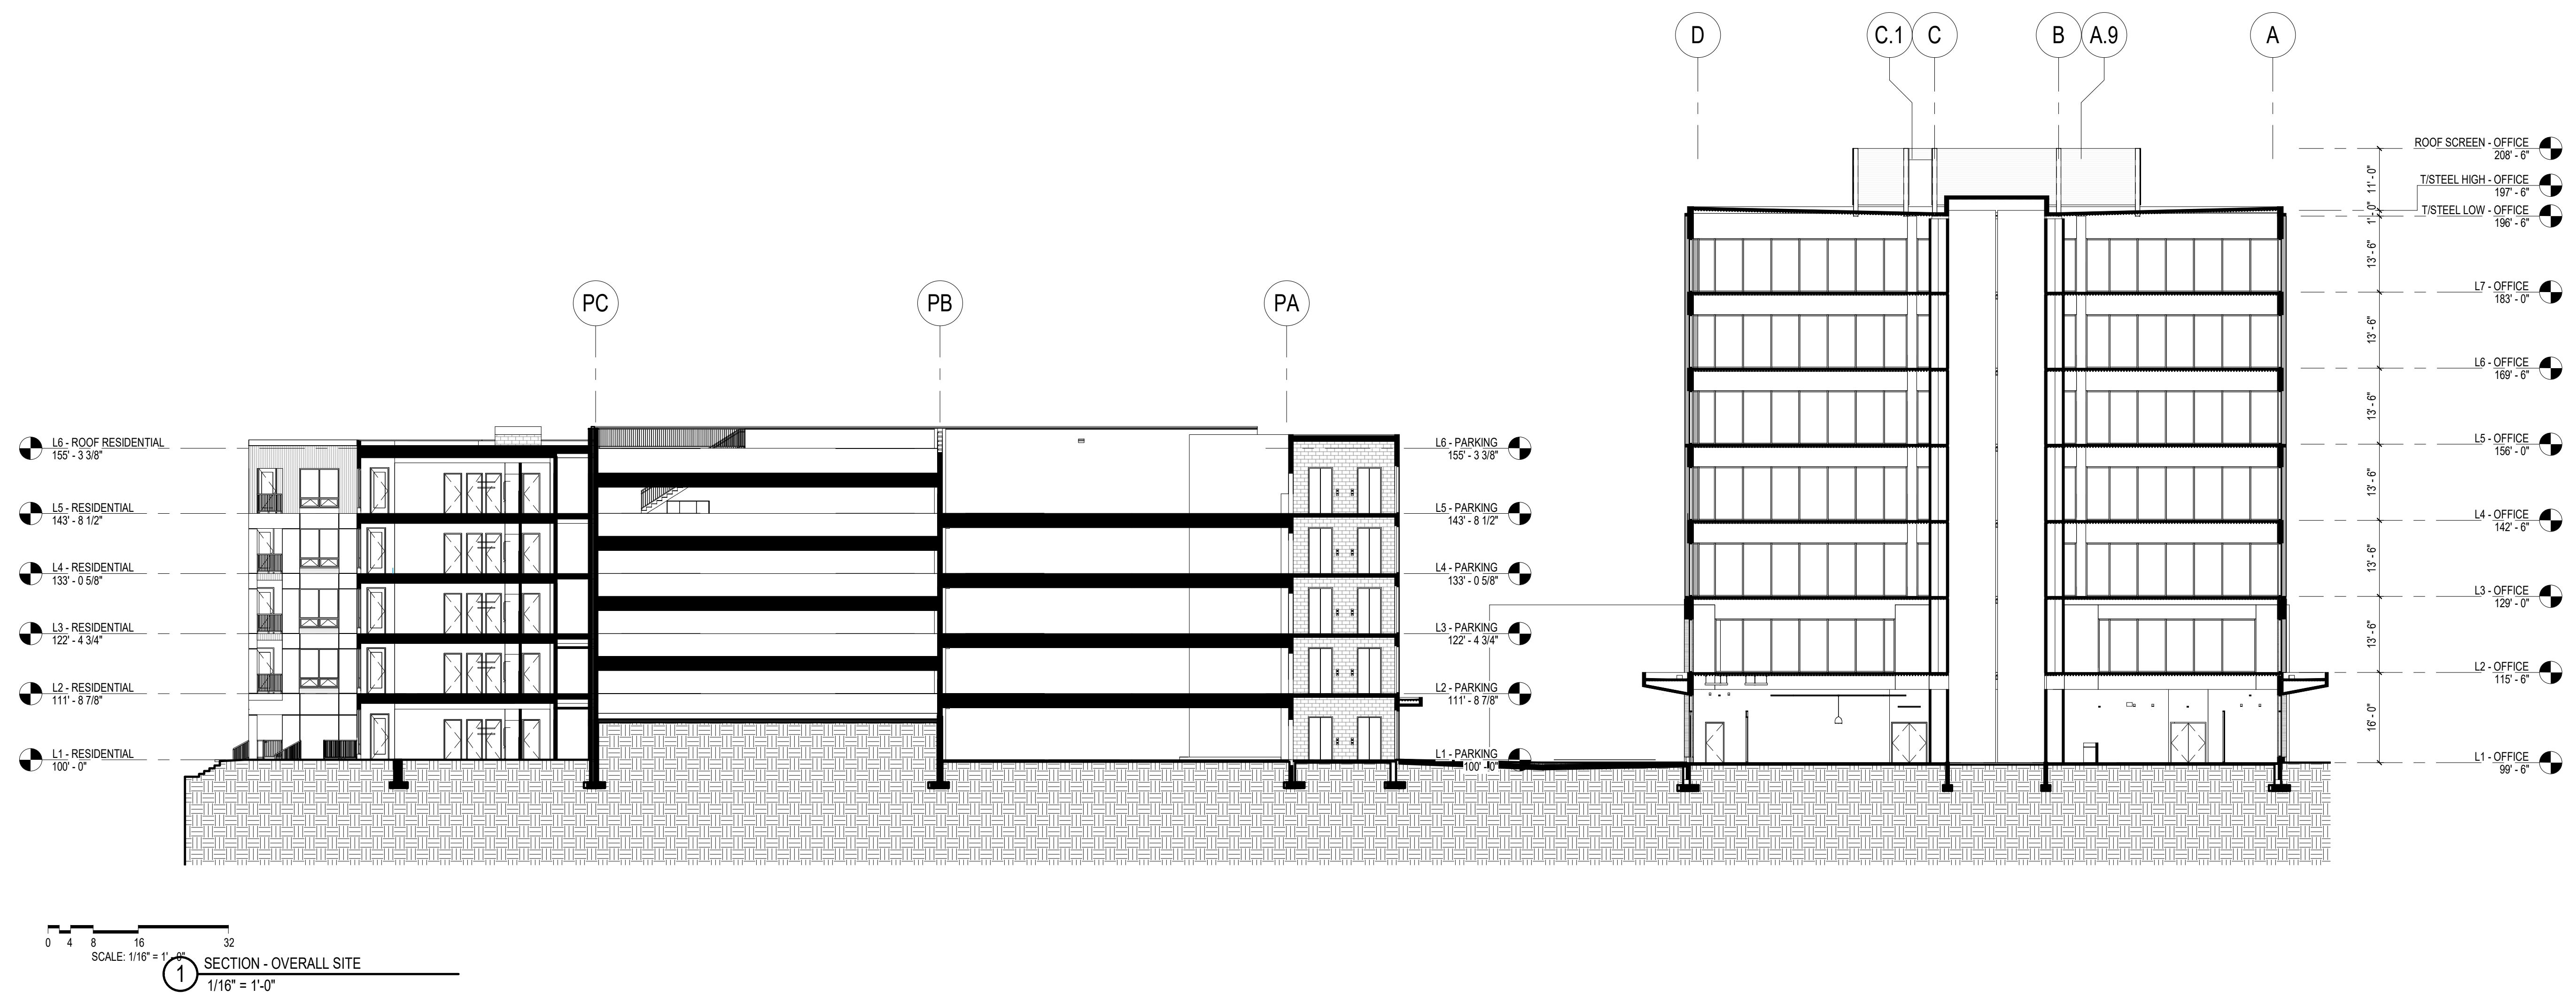 D
C.1
C
B
A.9
A
ROOF SCREEN - OFFICE
208' - 6"
11' - 0"
T/STEEL HIGH - OFFICE
197' - 6"
1' - 0"
T/STEEL LOW - OFFICE
196' - 6"
13' - 6"
L7 - OFFICE
183' - 0"
13' - 6"
L6 - OFFICE
169' - 6"
13' - 6"
L5 - OFFICE
156' - 0"
13' - 6"
L4 - OFFICE
142' - 6"
13' - 6"
L3 - OFFICE
129' - 0"
13' - 6"
L2 - OFFICE
115' - 6"
16' - 0"
L1 - OFFICE
99' - 6"
PC
PB
PA
L6 - ROOF RESIDENTIAL
155' - 3 3/8"
L5 - RESIDENTIAL
143' - 8 1/2"
L4 - RESIDENTIAL
133' - 0 5/8"
L3 - RESIDENTIAL
122' - 4 3/4"
L2 - RESIDENTIAL
111' - 8 7/8"
L1 - RESIDENTIAL
100' - 0"
L6 - PARKING
155' - 3 3/8"
L5 - PARKING
143' - 8 1/2"
L4 - PARKING
133' - 0 5/8"
L3 - PARKING
122' - 4 3/4"
L2 - PARKING
111' - 8 7/8"
L1 - PARKING
100' - 0"
0 4 8 16 32
SCALE: 1/16" = 1' - 0"
1
SECTION - OVERALL SITE
1/16" = 1'-0"